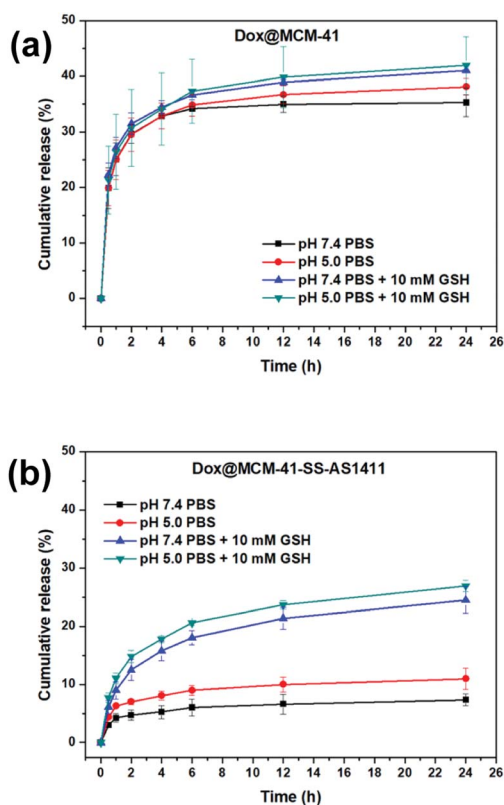 (a)
Dox@MCM-41
Cumulative release (%)
50
40
30
20
10
0
pH 7.4 PBS
pH 5.0 PBS
pH 7.4 PBS + 10 mM GSH
pH 5.0 PBS + 10 mM GSH
0 2 4 6 8 10 12 14 16 18 20 22 24 26
Time (h)
(b)
Dox@MCM-41-SS-AS1411
Cumulative release (%)
50
40
30
20
10
0
pH 7.4 PBS
pH 5.0 PBS
pH 7.4 PBS + 10 mM GSH
pH 5.0 PBS + 10 mM GSH
0 2 4 6 8 10 12 14 16 18 20 22 24 26
Time (h)